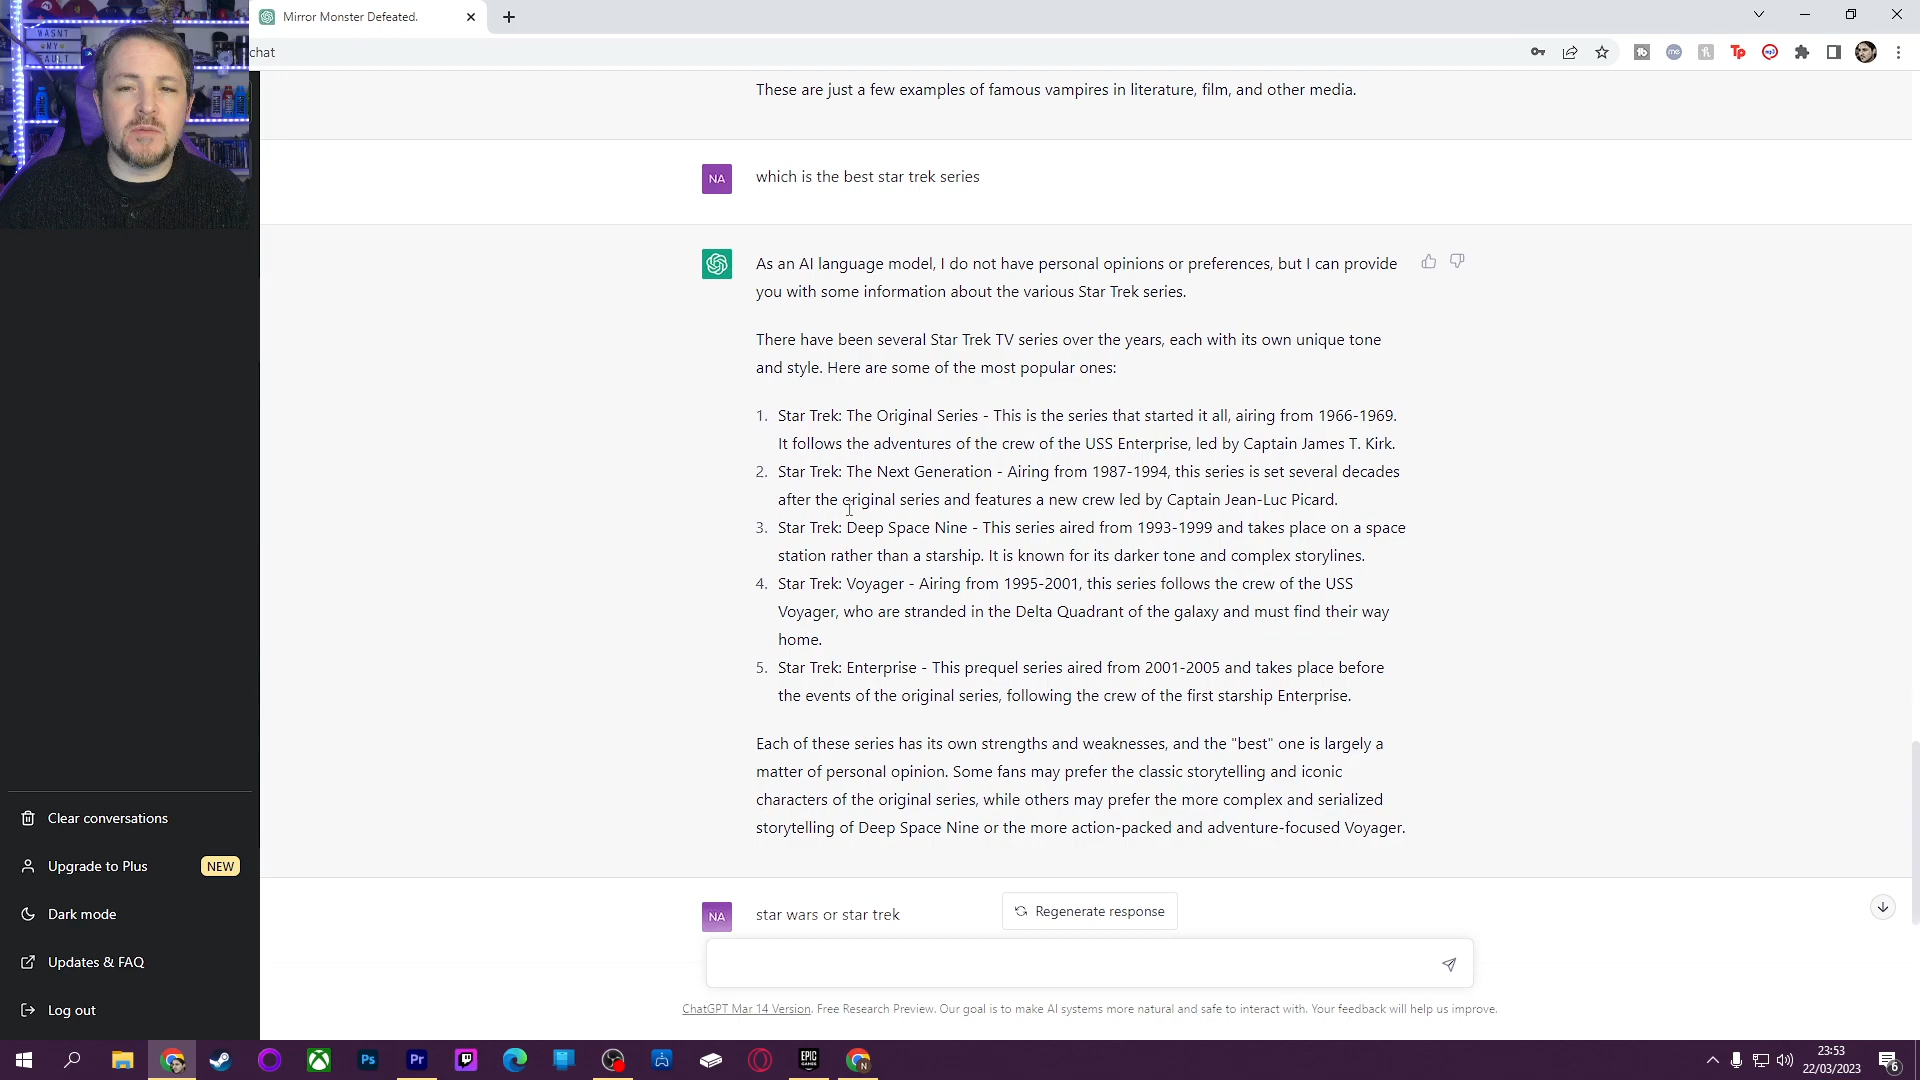 WASNT
MY
FAULT
Mirror Monster Defeated.
chat
These are just a few examples of famous vampires in literature, film, and other media.
NA
which is the best star trek series
As an AI language model, I do not have personal opinions or preferences, but I can provide
you with some information about the various Star Trek series.
There have been several Star Trek TV series over the years, each with its own unique tone
and style. Here are some of the most popular ones:
1. Star Trek: The Original Series - This is the series that started it all, airing from 1966-1969.
It follows the adventures of the crew of the USS Enterprise, led by Captain James T. Kirk.
2. Star Trek: The Next Generation - Airing from 1987-1994, this series is set several decades
after the original series and features a new crew led by Captain Jean-Luc Picard.
3. Star Trek: Deep Space Nine - This series aired from 1993-1999 and takes place on a space
station rather than a starship. It is known for its darker tone and complex storylines.
4. Star Trek: Voyager - Airing from 1995-2001, this series follows the crew of the USS
Voyager, who are stranded in the Delta Quadrant of the galaxy and must find their way
home.
5. Star Trek: Enterprise - This prequel series aired from 2001-2005 and takes place before
the events of the original series, following the crew of the first starship Enterprise.
Each of these series has its own strengths and weaknesses, and the "best" one is largely a
matter of personal opinion. Some fans may prefer the classic storytelling and iconic
characters of the original series, while others may prefer the more complex and serialized
storytelling of Deep Space Nine or the more action-packed and adventure-focused Voyager.
NA
star wars or star trek
Regenerate response
ChatGPT Mar 14 Version. Free Research Preview. Our goal is to make AI systems more natural and safe to interact with. Your feedback will help us improve.
Clear conversations
Upgrade to Plus
NEW
Dark mode
Updates & FAQ
Log out
Ps
Pr
EPIC
GAMES
N
23:53
22/03/2023
6